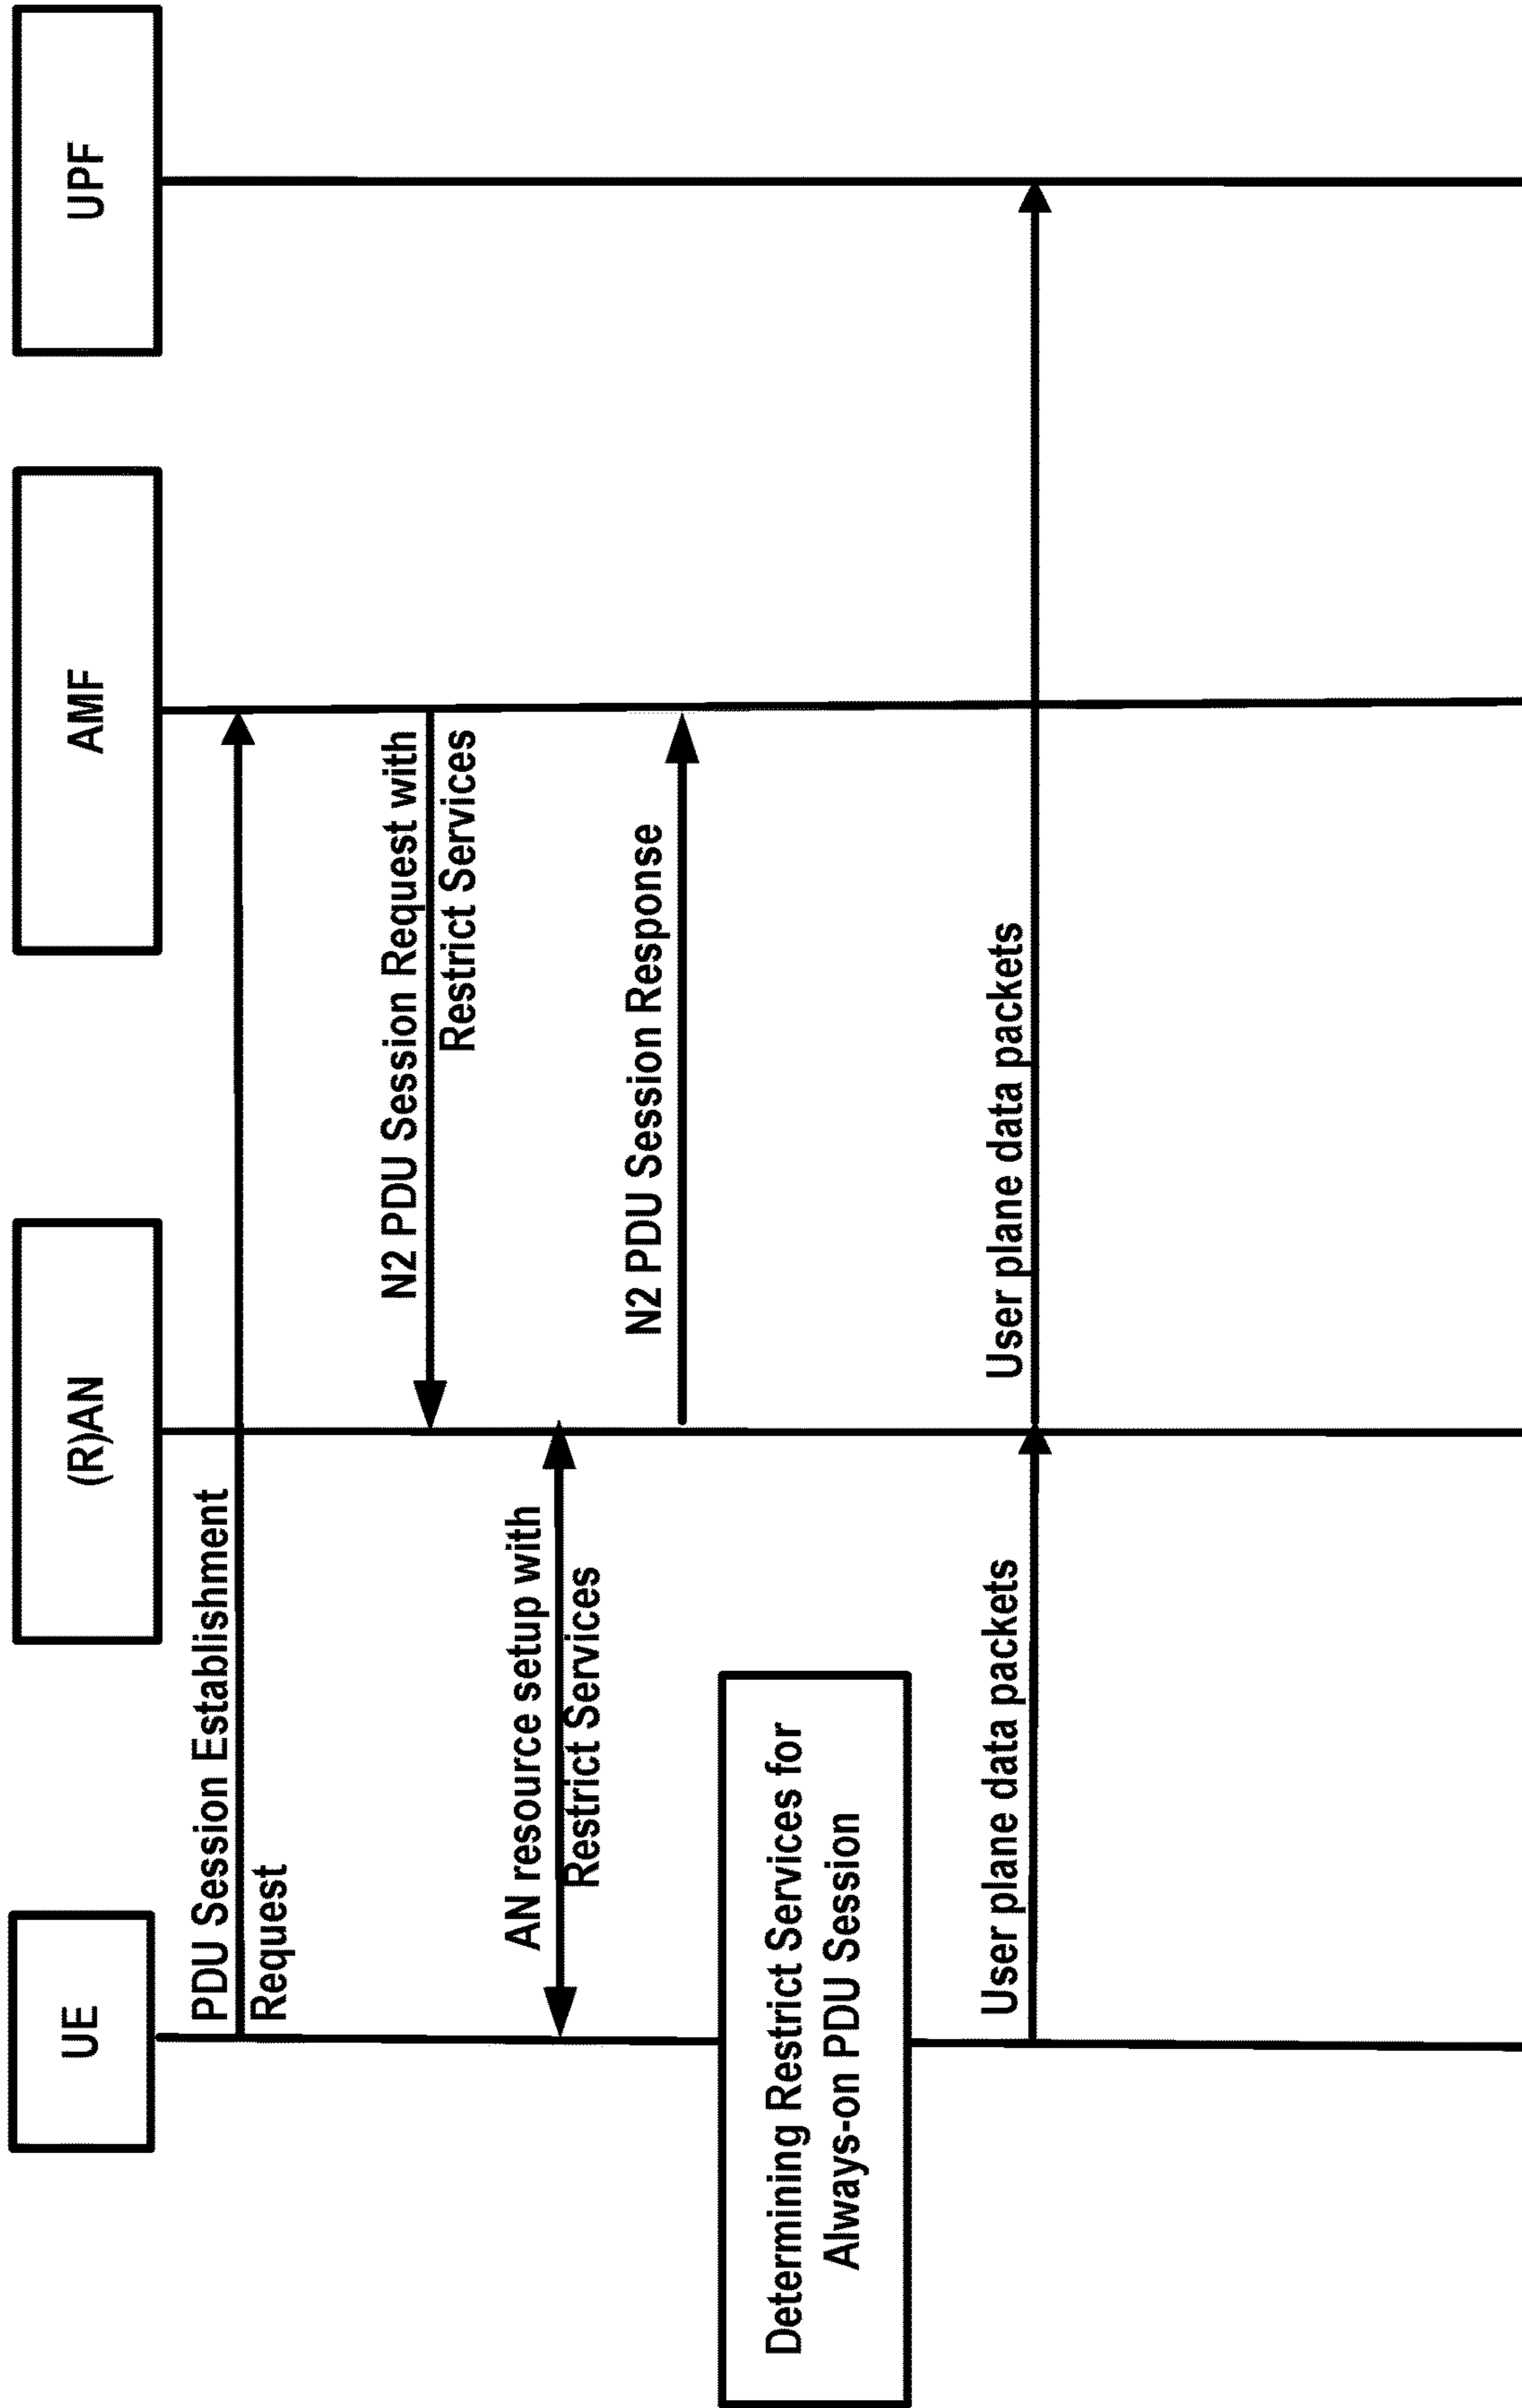 UE
(R)AN
AMF
UPF
PDU Session Establishment
Request
N2 PDU Session Request with
Restrict Services
AN resource setup with
Restrict Services
N2 PDU Session Response
Determining Restrict Services for
Always-on PDU Session
User plane data packets
User plane data packets